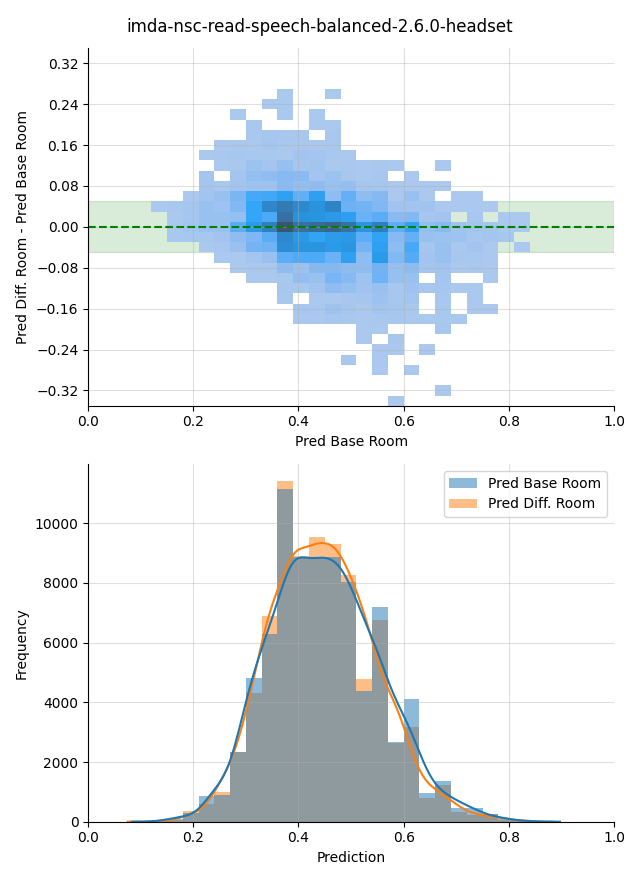 imda-nsc-read-speech-balanced-2.6.0-headset
Pred Diff. Room - Pred Base Room
0.32
0.24
0.16
0.08
0.00
−0.08
−0.16
−0.24
−0.32
0.0 0.2 0.4 0.6 0.8 1.0
Pred Base Room
Pred Base Room
Pred Diff. Room
Frequency
10000
8000
6000
4000
2000
0
0.0 0.2 0.4 0.6 0.8 1.0
Prediction